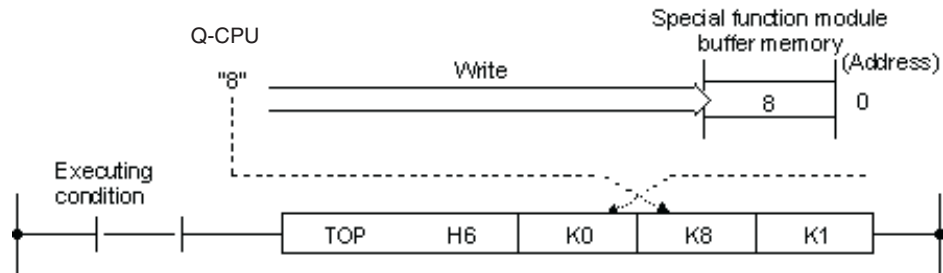 Special function module
buffer memory
Q-CPU
(Address)
Write
"8"
8
0
Executing
condition
TOP H6 K0 K8 K1